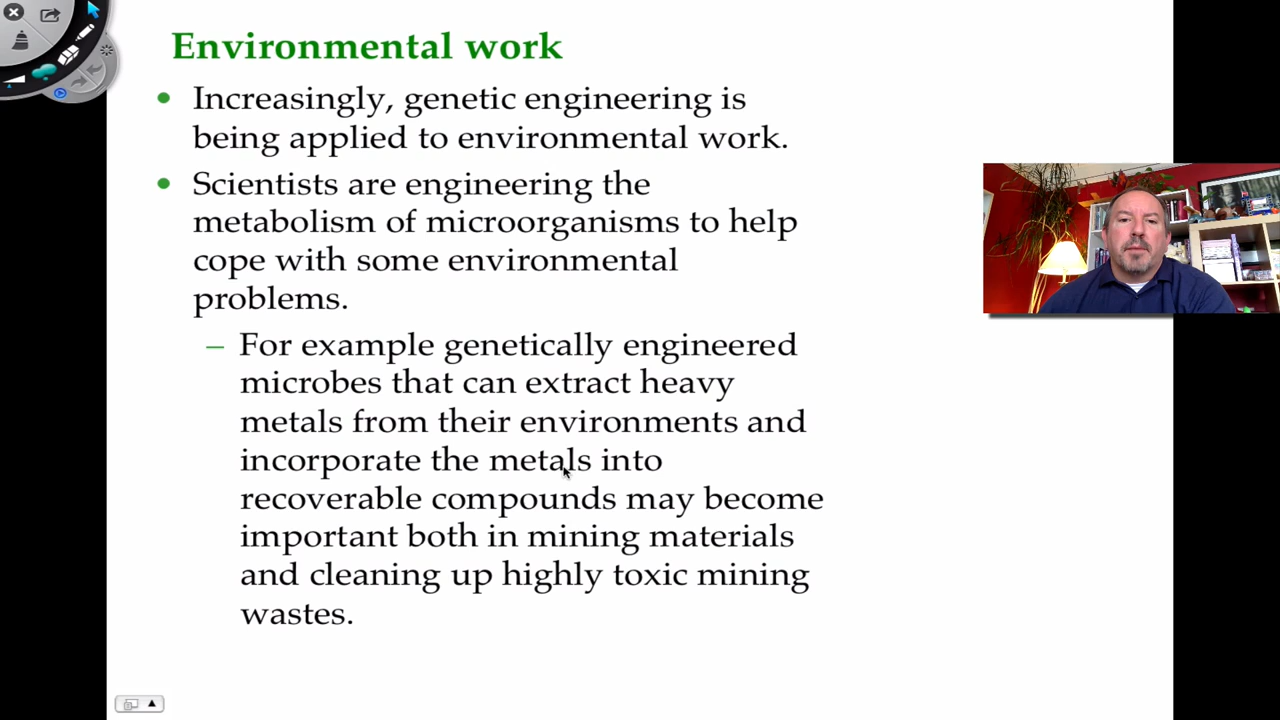 Environmental work
• Increasingly, genetic engineering is
being applied to environmental work.
• Scientists are engineering the
metabolism of microorganisms to help
cope with some environmental
problems.
– For example genetically engineered
microbes that can extract heavy
metals from their environments and
incorporate the metals into
recoverable compounds may become
important both in mining materials
and cleaning up highly toxic mining
wastes.